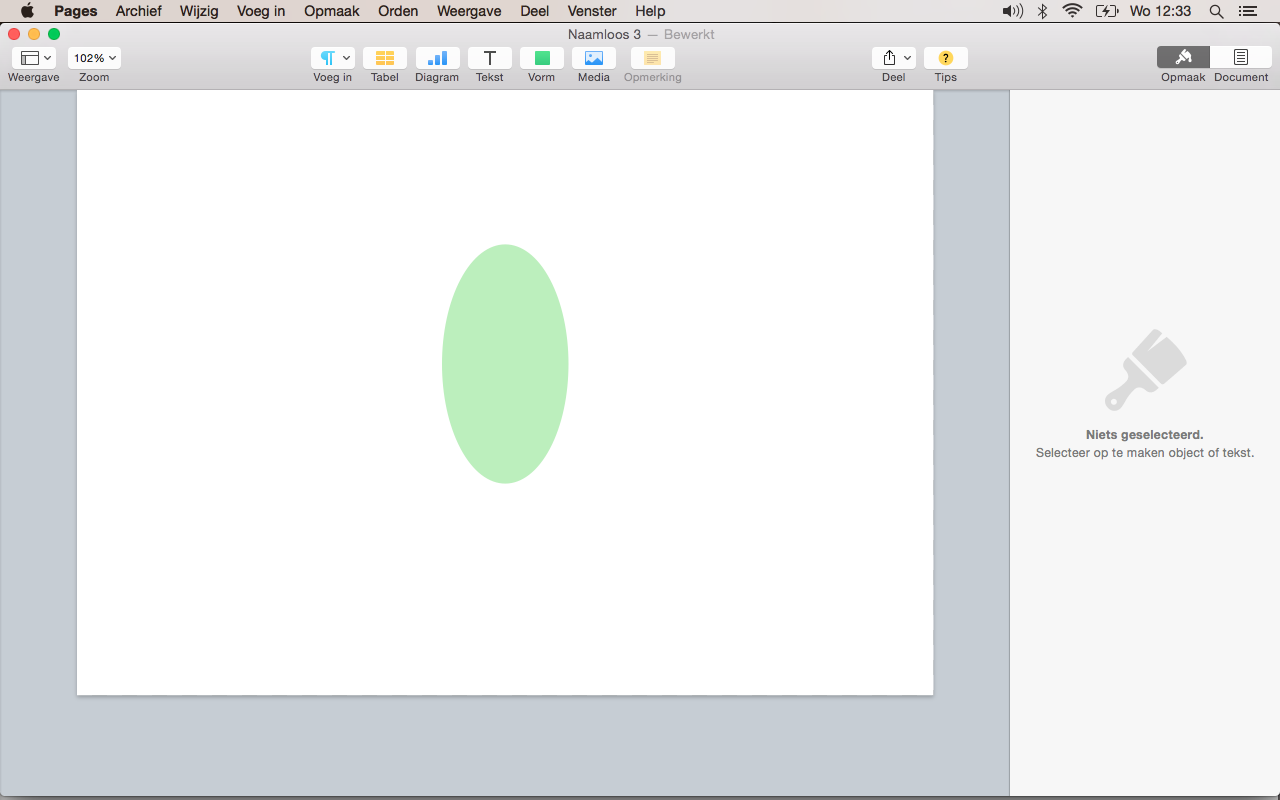 Pages Archief Wijzig Voeg in Opmaak Orden Weergave Deel Venster Help Wo 12:33
Naamloos 3 — Bewerkt
102%
Weergave Zoom Voeg in Tabel Diagram Tekst Vorm Media Opmerking Deel Tips Opmaak Document
Niets geselecteerd.
Selecteer op te maken object of tekst.